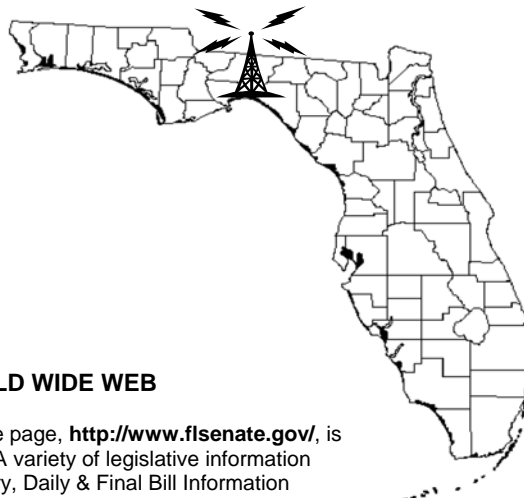 LD WIDE WEB
e page, http://www.flsenate.gov/, is
A variety of legislative information
y, Daily & Final Bill Information